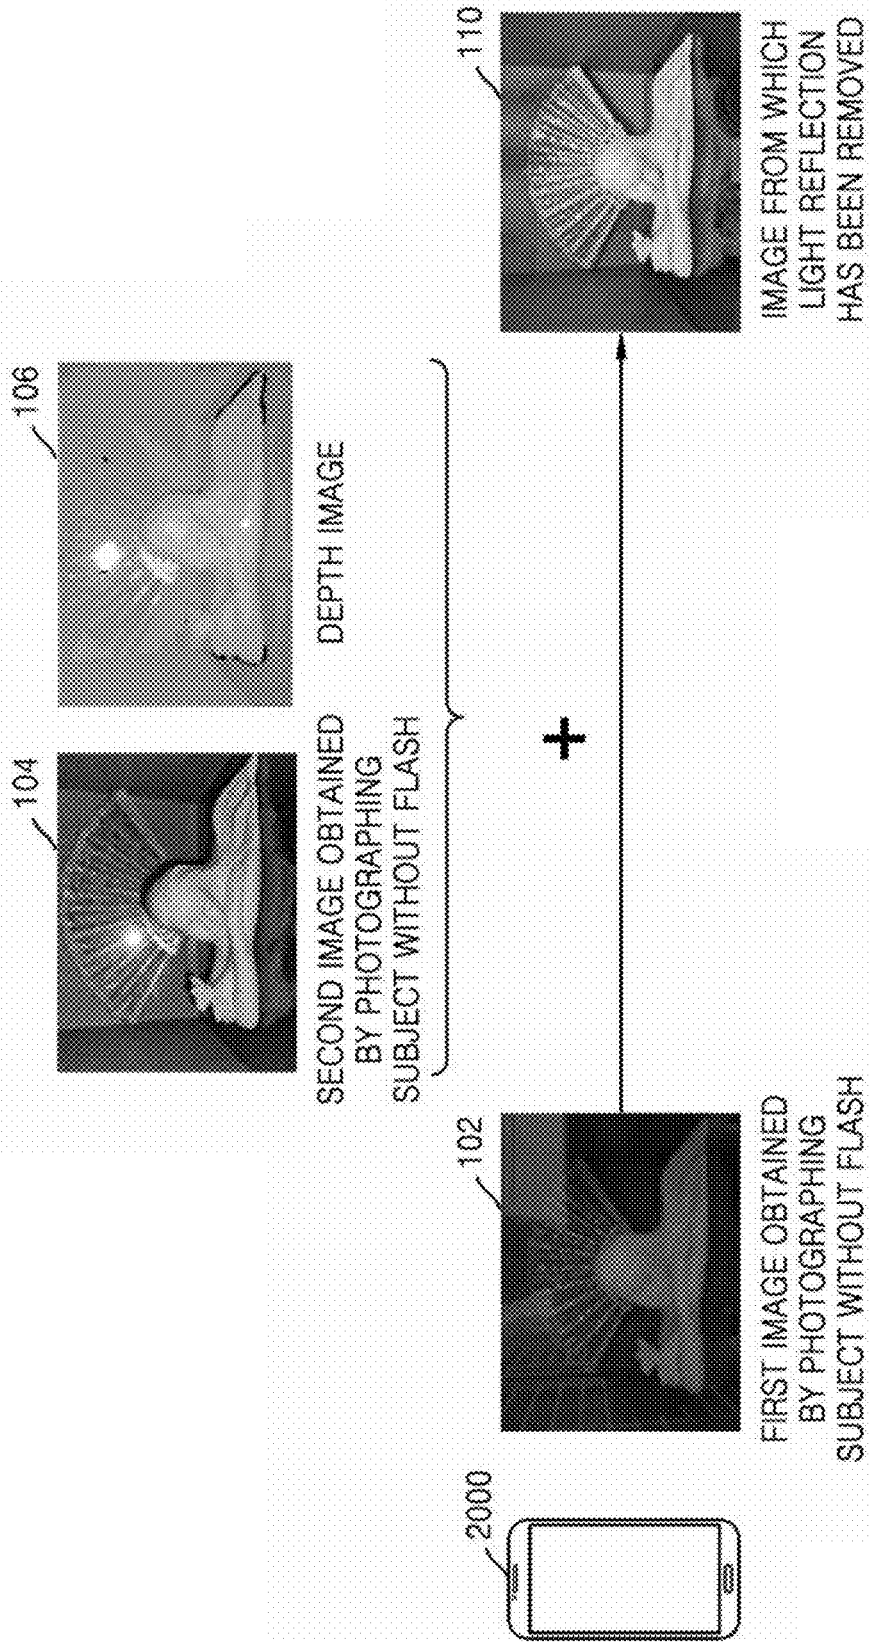 104
SECOND IMAGE OBTAINED
BY PHOTOGRAPHING
SUBJECT WITHOUT FLASH
106
DEPTH IMAGE
+
2000
102
FIRST IMAGE OBTAINED
BY PHOTOGRAPHING
SUBJECT WITHOUT FLASH
110
IMAGE FROM WHICH
LIGHT REFLECTION
HAS BEEN REMOVED